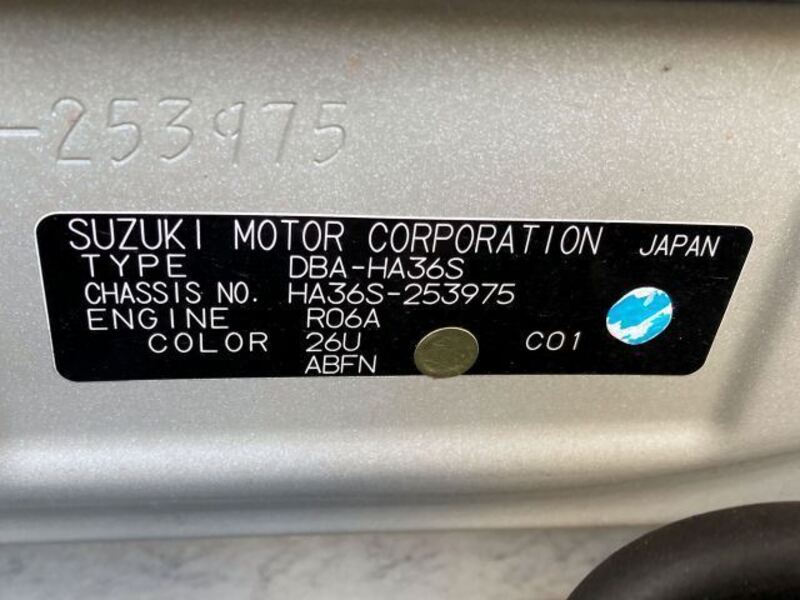 -253975
SUZUKI MOTOR CORPORATION JAPAN
TYPE DBA-HA36S
CHASSIS NO. HA36S-253975
ENGINE R06A
COLOR 26U C01
ABFN